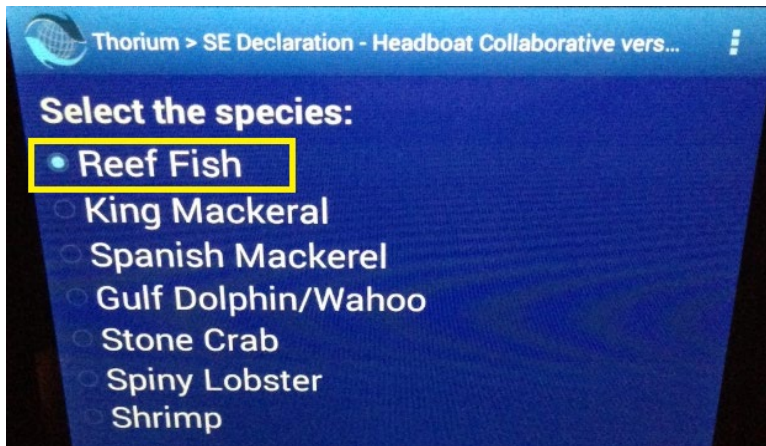 Thorium > SE Declaration - Headboat Collaborative vers...
Select the species:
Reef Fish
King Mackeral
Spanish Mackerel
Gulf Dolphin/Wahoo
Stone Crab
Spiny Lobster
Shrimp